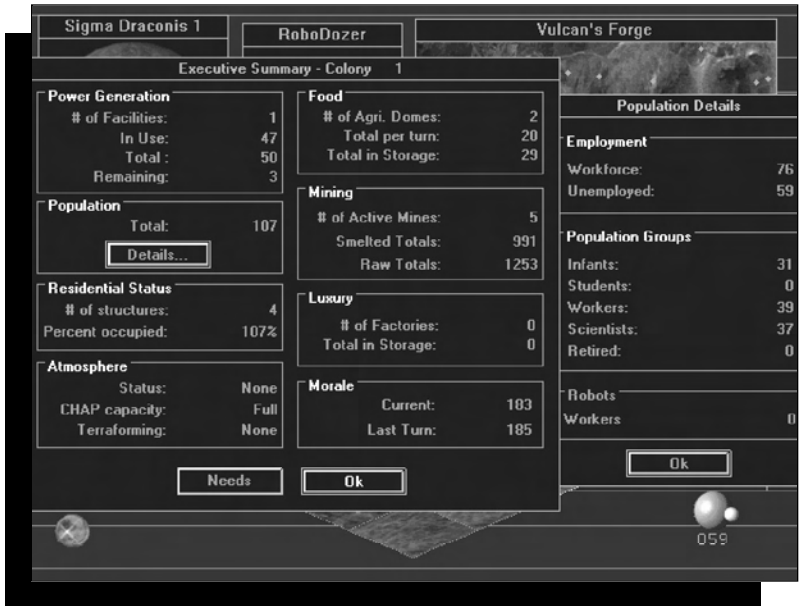 Sigma Draconis 1
RoboDozer
Vulcan's Forge
Executive Summary - Colony 1
Power Generation
# of Facilities: 1
In Use: 47
Total : 50
Remaining: 3
Population
Total: 107
Details...
Residential Status
# of structures: 4
Percent occupied: 107%
Atmosphere
Status: None
CHAP capacity: Full
Terraforming: None
Food
# of Agri. Domes: 2
Total per turn: 20
Total in Storage: 29
Mining
# of Active Mines: 5
Smelted Totals: 991
Raw Totals: 1253
Luxury
# of Factories: 0
Total in Storage: 0
Morale
Current: 183
Last Turn: 185
Needs
Ok
Population Details
Employment
Workforce: 76
Unemployed: 59
Population Groups
Infants: 31
Students: 0
Workers: 39
Scientists: 37
Retired: 0
Robots
Workers 0
Ok
059